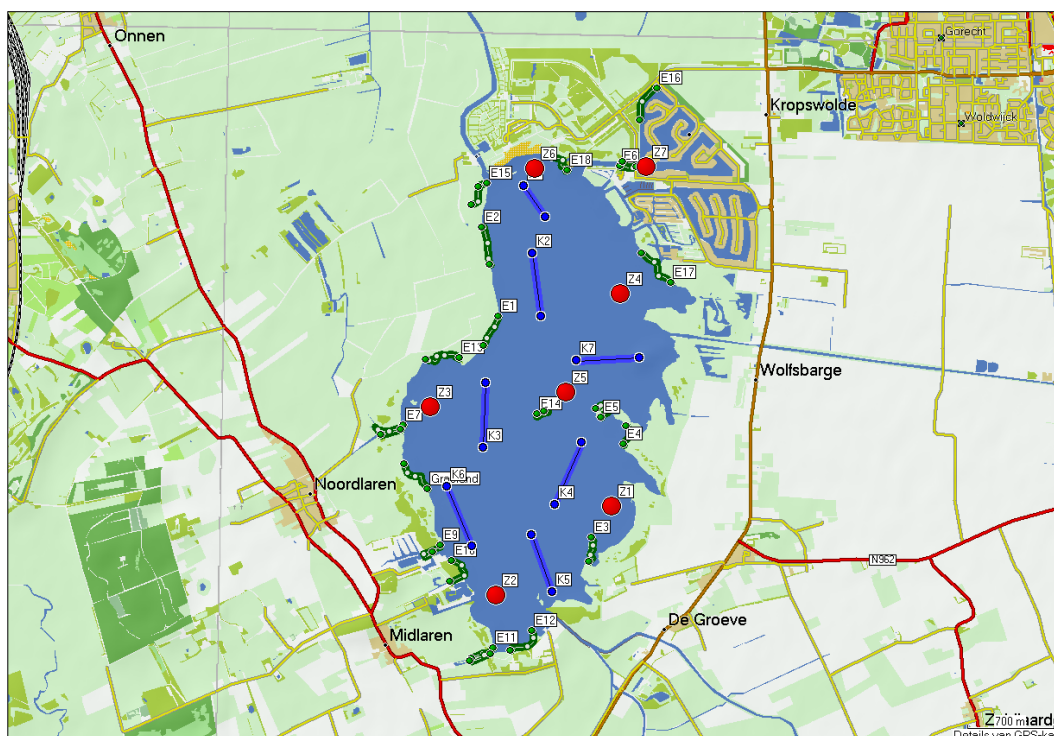 Onnen
Gorecht
E16
Kropswolde
Woldwijck
Z6
E18
E6
Z7
E15
E2
K2
E17
Z4
E1
K7
E13
Wolfsbarge
Z5
Z3
E14
E5
E7
E4
K3
K6
Noordlaren
K4
Z1
E3
E9
E10
N962
K5
Z2
E12
De Groeve
Midlaren
E11
700 m